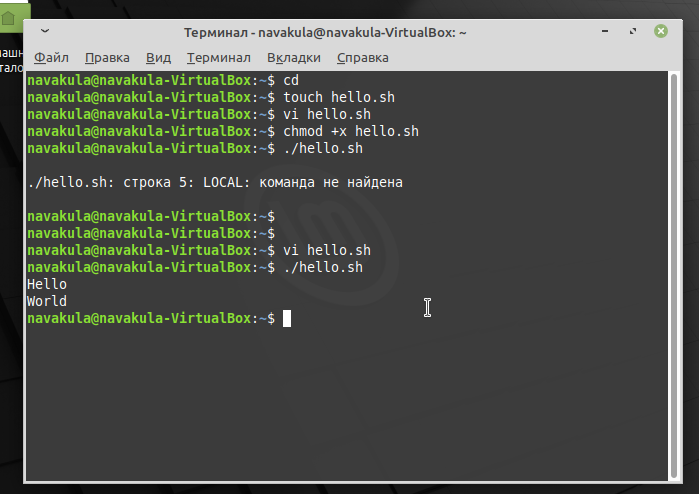 Терминал - navakula@navakula-VirtualBox: ~
Файл Правка Вид Терминал Вкладки Справка
navakula@navakula-VirtualBox:~$ cd
navakula@navakula-VirtualBox:~$ touch hello.sh
navakula@navakula-VirtualBox:~$ vi hello.sh
navakula@navakula-VirtualBox:~$ chmod +x hello.sh
navakula@navakula-VirtualBox:~$ ./hello.sh
./hello.sh: строка 5: LOCAL: команда не найдена
navakula@navakula-VirtualBox:~$
navakula@navakula-VirtualBox:~$
navakula@navakula-VirtualBox:~$ vi hello.sh
navakula@navakula-VirtualBox:~$ ./hello.sh
Hello
World
navakula@navakula-VirtualBox:~$